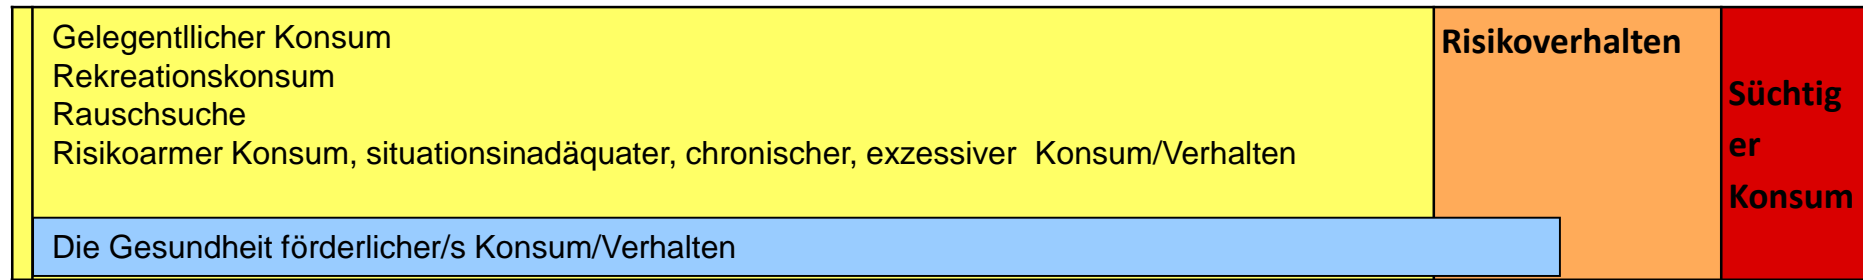 Gelegentllicher Konsum
Rekreationskonsum
Rauschsuche
Risikoarmer Konsum, situationsinadäquater, chronischer, exzessiver Konsum/Verhalten
Die Gesundheit förderlicher/s Konsum/Verhalten
Risikoverhalten
Süchtig
er
Konsum